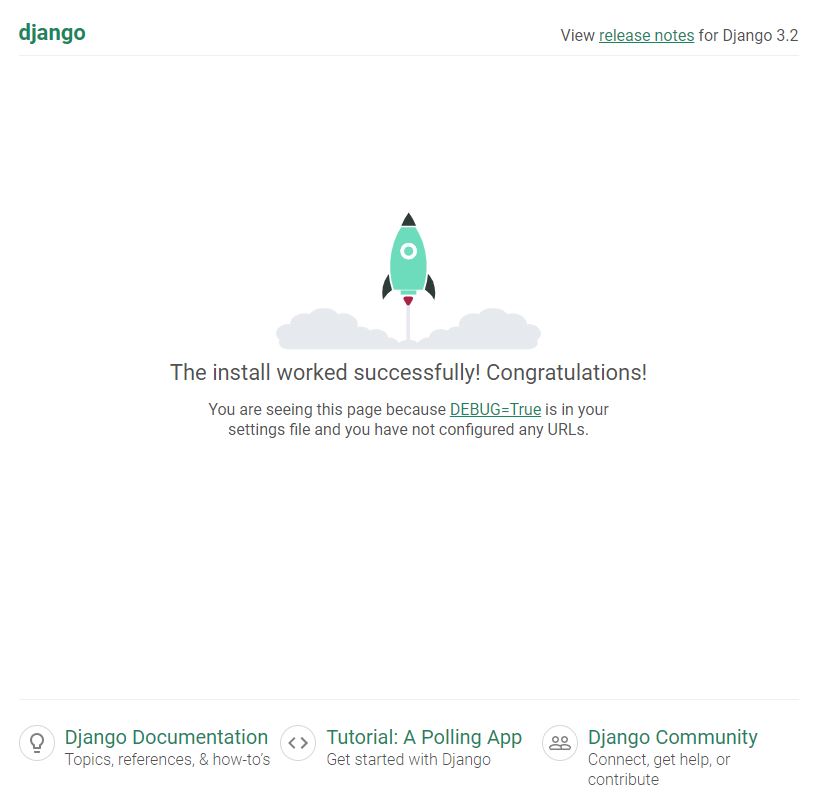 django
View release notes for Django 3.2
The install worked successfully! Congratulations!
You are seeing this page because DEBUG=True is in your
settings file and you have not configured any URLs.
Django Documentation
Topics, references, & how-to’s
Tutorial: A Polling App
Get started with Django
Django Community
Connect, get help, or
contribute